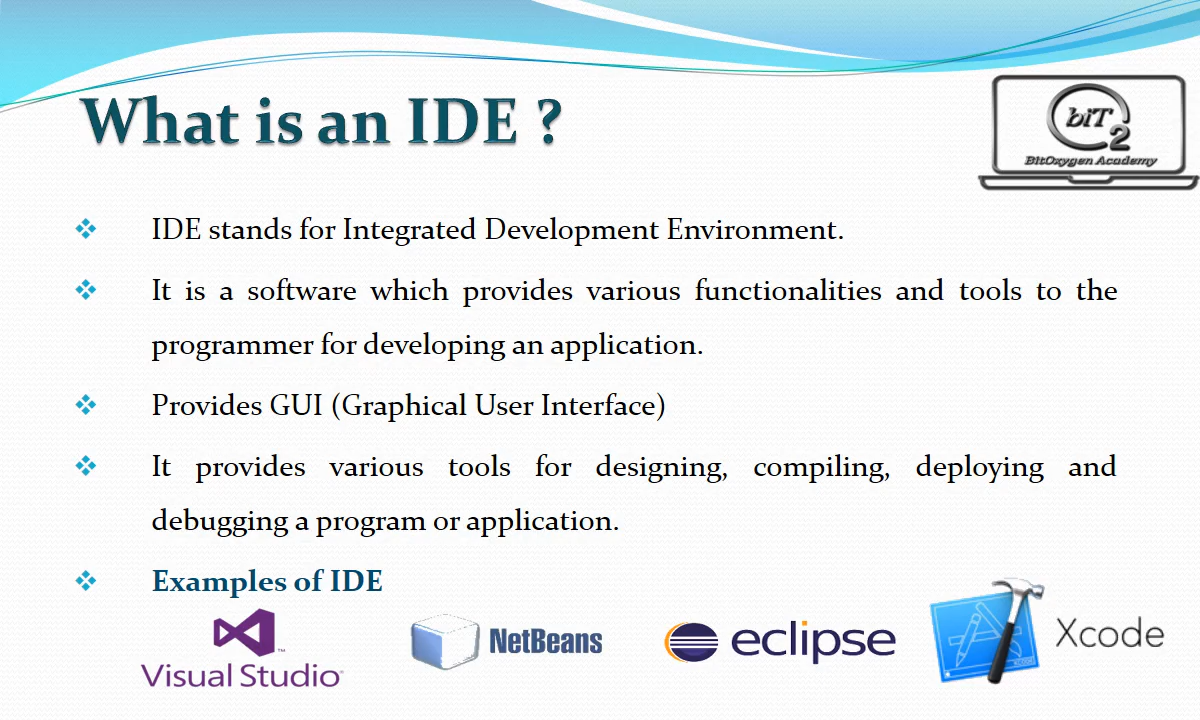 What is an IDE ?
biT
2
BitOxygen Academy
❖ IDE stands for Integrated Development Environment.
❖ It is a software which provides various functionalities and tools to the
programmer for developing an application.
❖ Provides GUI (Graphical User Interface)
❖ It provides various tools for designing, compiling, deploying and
debugging a program or application.
❖ Examples of IDE
Visual Studio
NetBeans
eclipse
Xcode